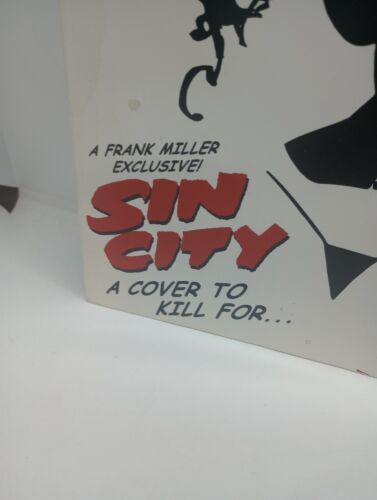 A FRANK MILLER
EXCLUSIVE!
SIN
CITY
A COVER TO
KILL FOR...